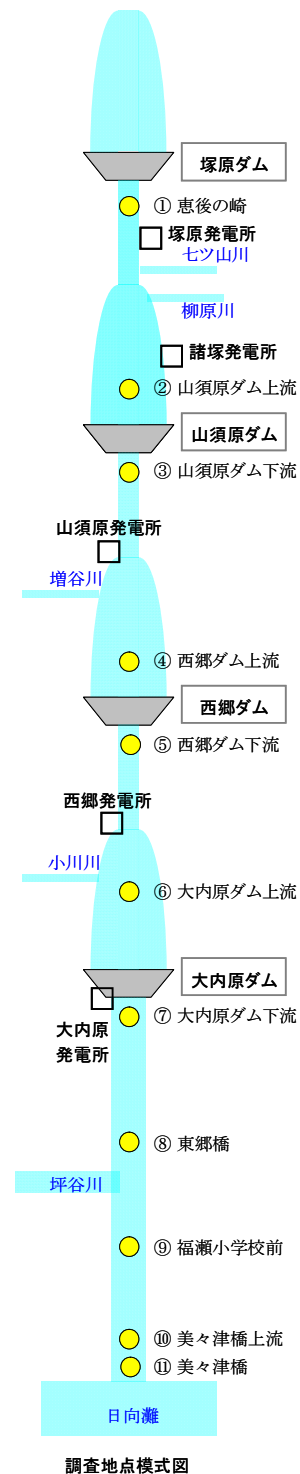 塚原ダム
① 恵後の崎
塚原発電所
七ツ山川
柳原川
諸塚発電所
② 山須原ダム上流
山須原ダム
③ 山須原ダム下流
山須原発電所
増谷川
④ 西郷ダム上流
西郷ダム
⑤ 西郷ダム下流
西郷発電所
小川川
⑥ 大内原ダム上流
大内原ダム
⑦ 大内原ダム下流
大内原
発電所
⑧ 東郷橋
坪谷川
⑨ 福瀬小学校前
⑩ 美々津橋上流
⑪ 美々津橋
日向灘
調査地点模式図